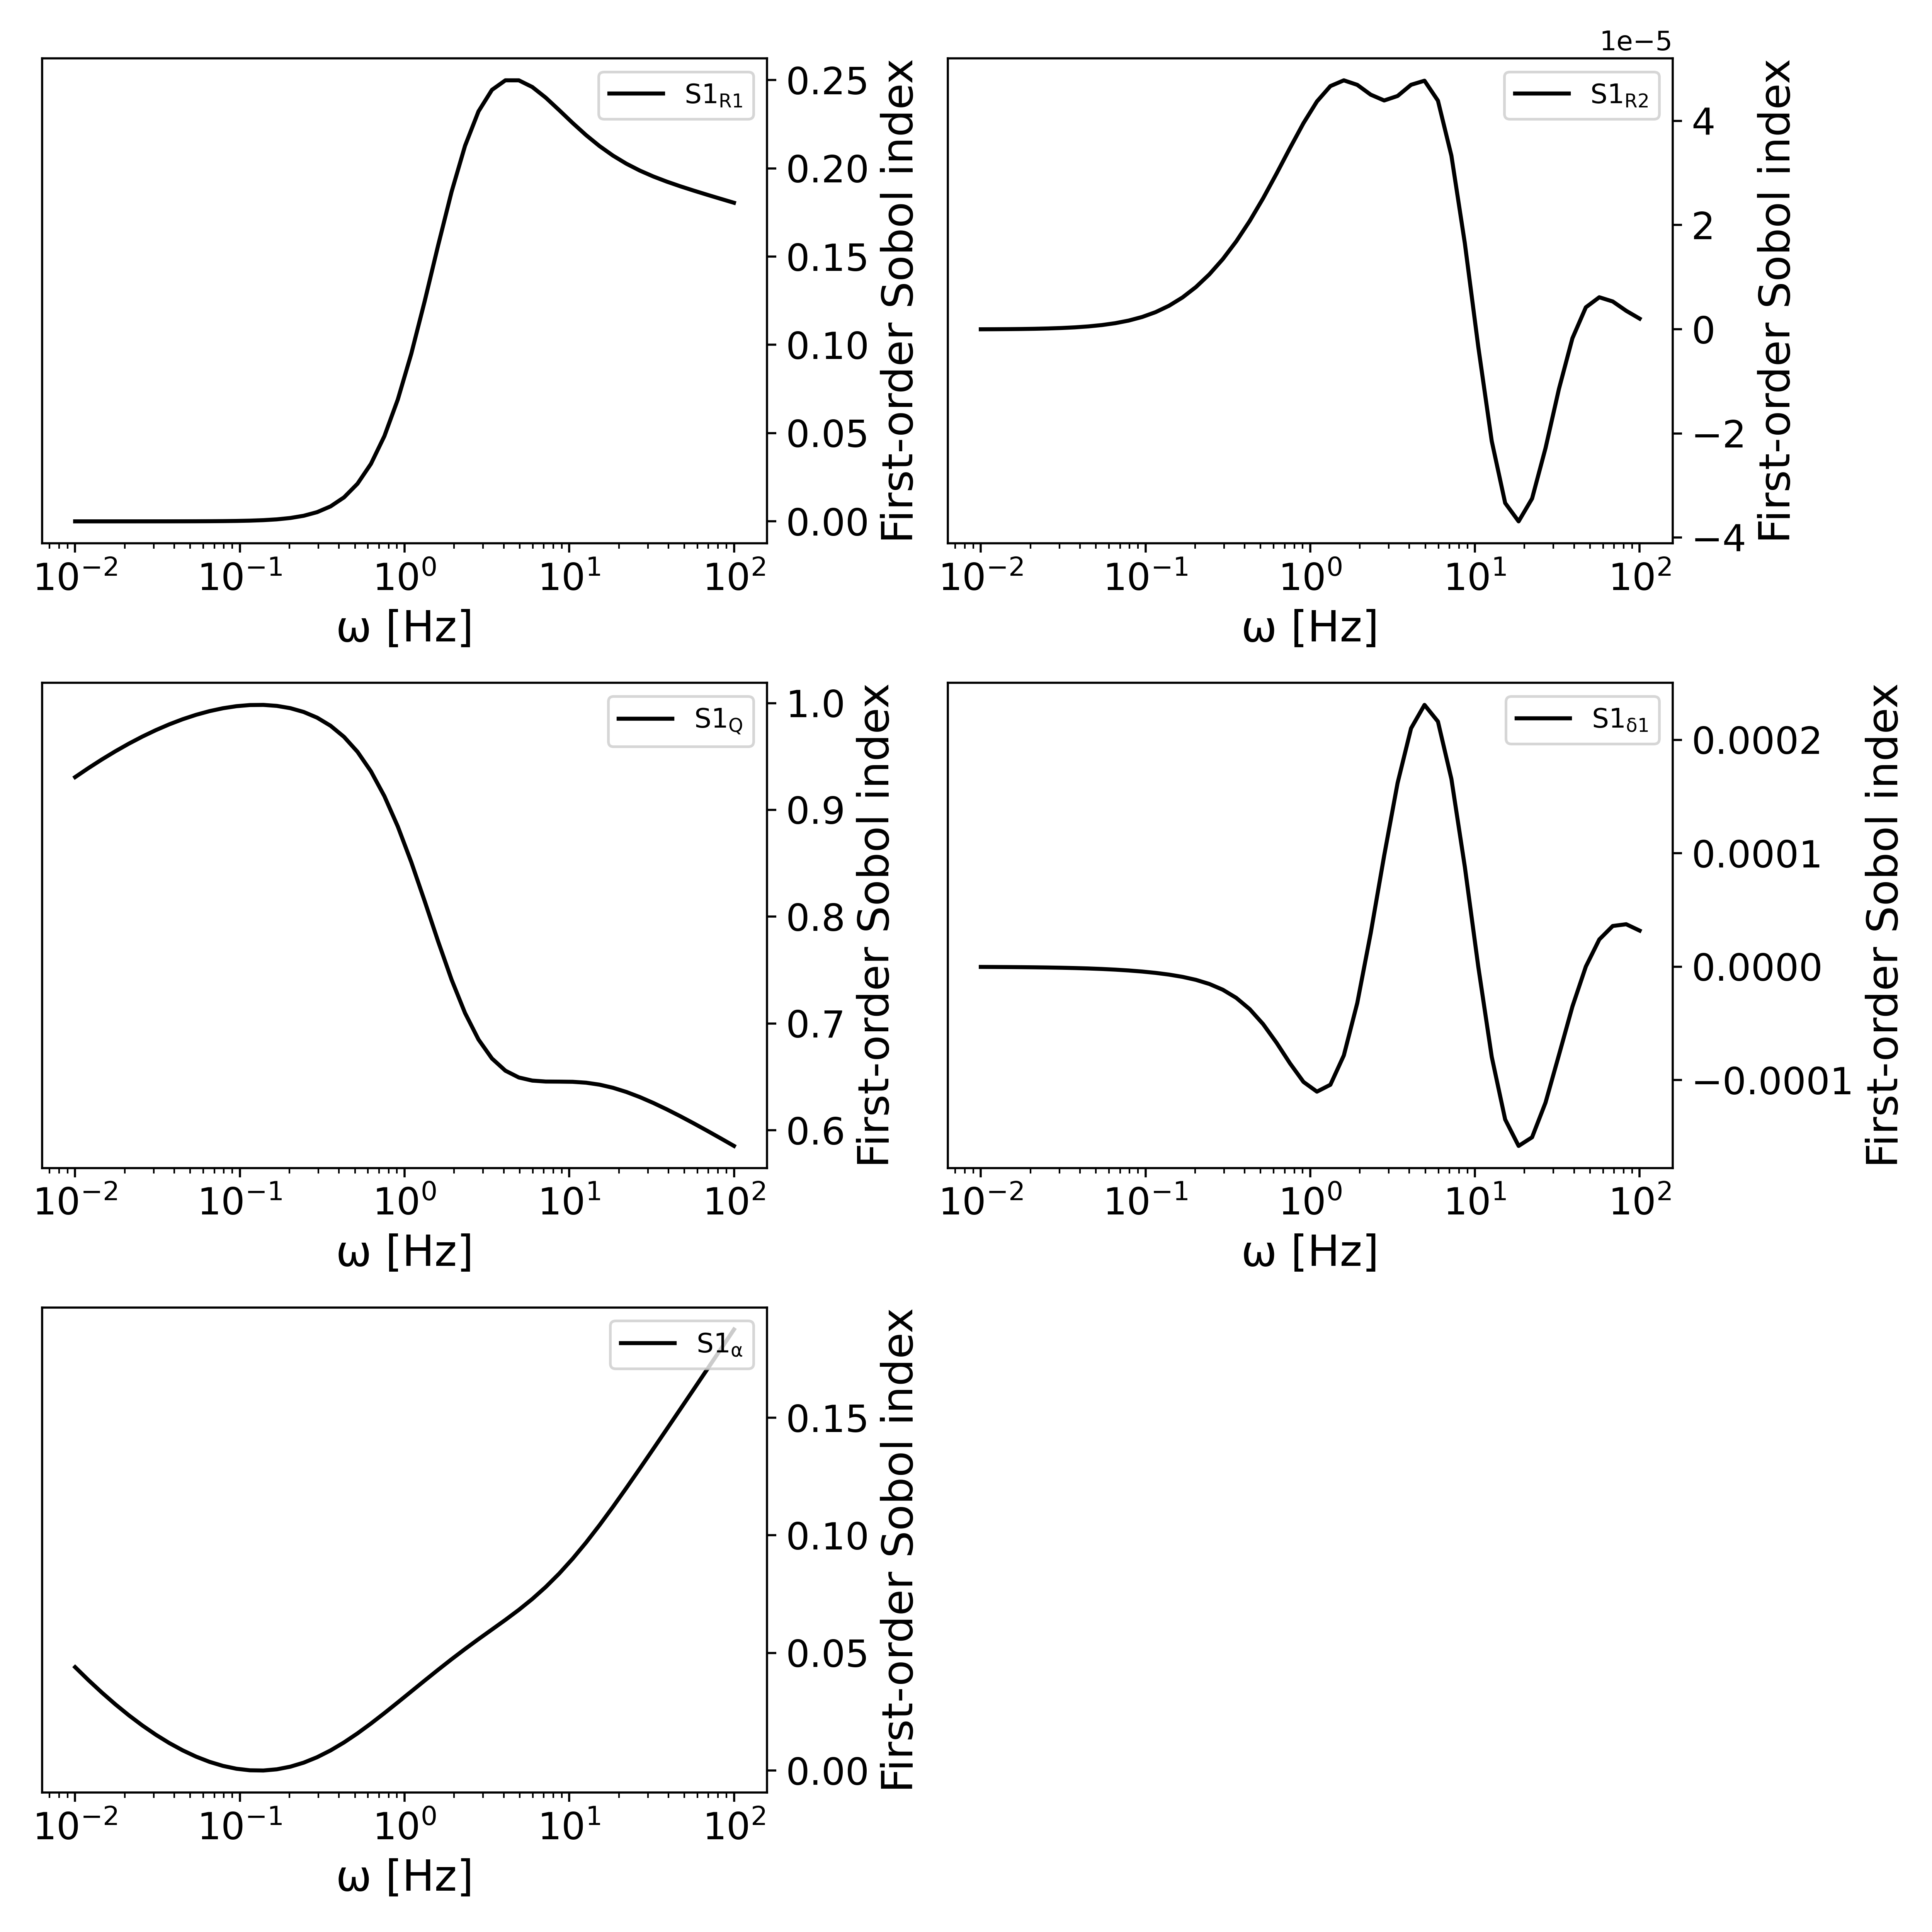 S1R1
0.25
0.20
0.15
0.10
0.05
0.00
First-order Sobol index
10−2 10−1 100 101 102
ω [Hz]
1e−5
S1R2
4
2
0
−2
−4
First-order Sobol index
10−2 10−1 100 101 102
ω [Hz]
S1Q
1.0
0.9
0.8
0.7
0.6
First-order Sobol index
10−2 10−1 100 101 102
ω [Hz]
S1δ1
0.0002
0.0001
0.0000
−0.0001
First-order Sobol index
10−2 10−1 100 101 102
ω [Hz]
S1α
0.15
0.10
0.05
0.00
First-order Sobol index
10−2 10−1 100 101 102
ω [Hz]